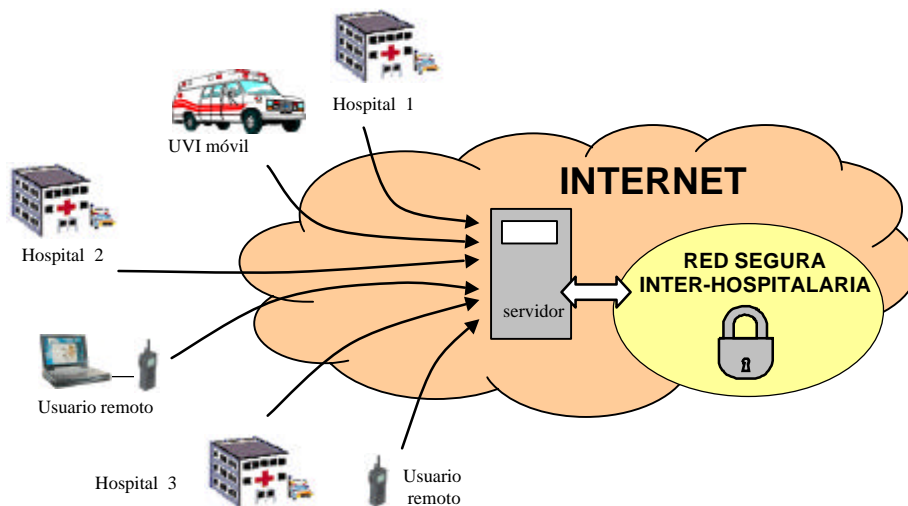 Hospital 1
UVI móvil
INTERNET
Hospital 2
RED SEGURA
INTER-HOSPITALARIA
servidor
Usuario remoto
Hospital 3
Usuario
remoto